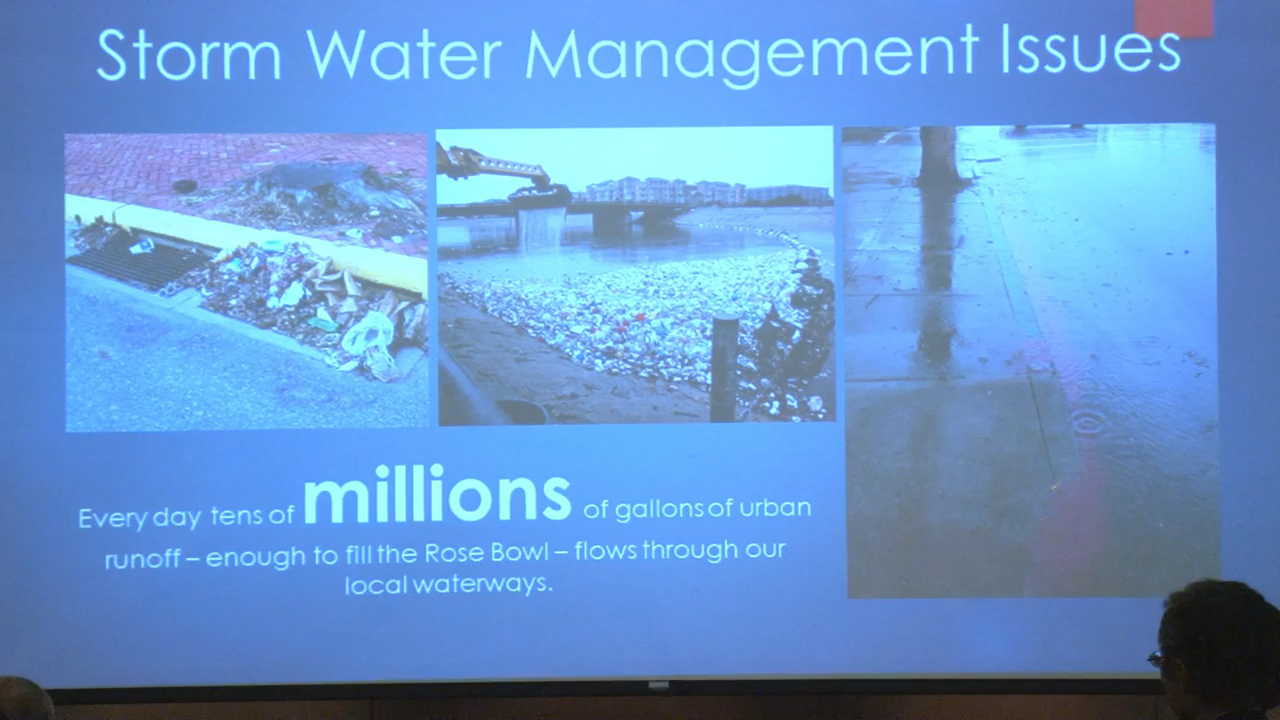 Storm Water Management Issues
Every day tens of millions of gallons of urban
runoff – enough to fill the Rose Bowl – flows through our
local waterways.